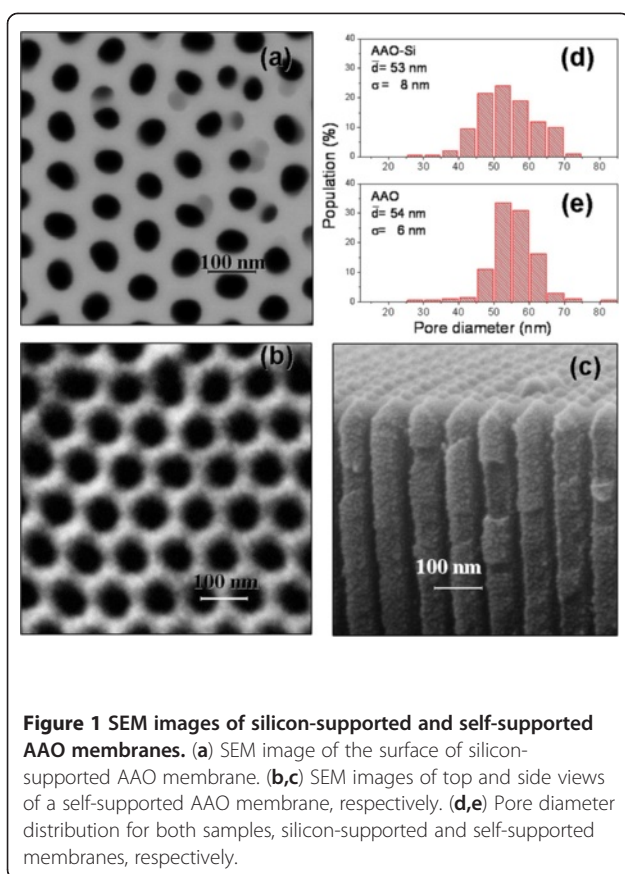 (a)
100 nm
(b)
100 nm
(c)
100 nm
AAO-Si
d̄= 53 nm
σ= 8 nm
(d)
40
30
20
10
0
AAO
d̄= 54 nm
σ= 6 nm
(e)
40
30
20
10
0
30 40 50 60 70 80
Population (%)
Pore diameter (nm)
Figure 1 SEM images of silicon-supported and self-supported
AAO membranes. (a) SEM image of the surface of silicon-
supported AAO membrane. (b,c) SEM images of top and side views
of a self-supported AAO membrane, respectively. (d,e) Pore diameter
distribution for both samples, silicon-supported and self-supported
membranes, respectively.